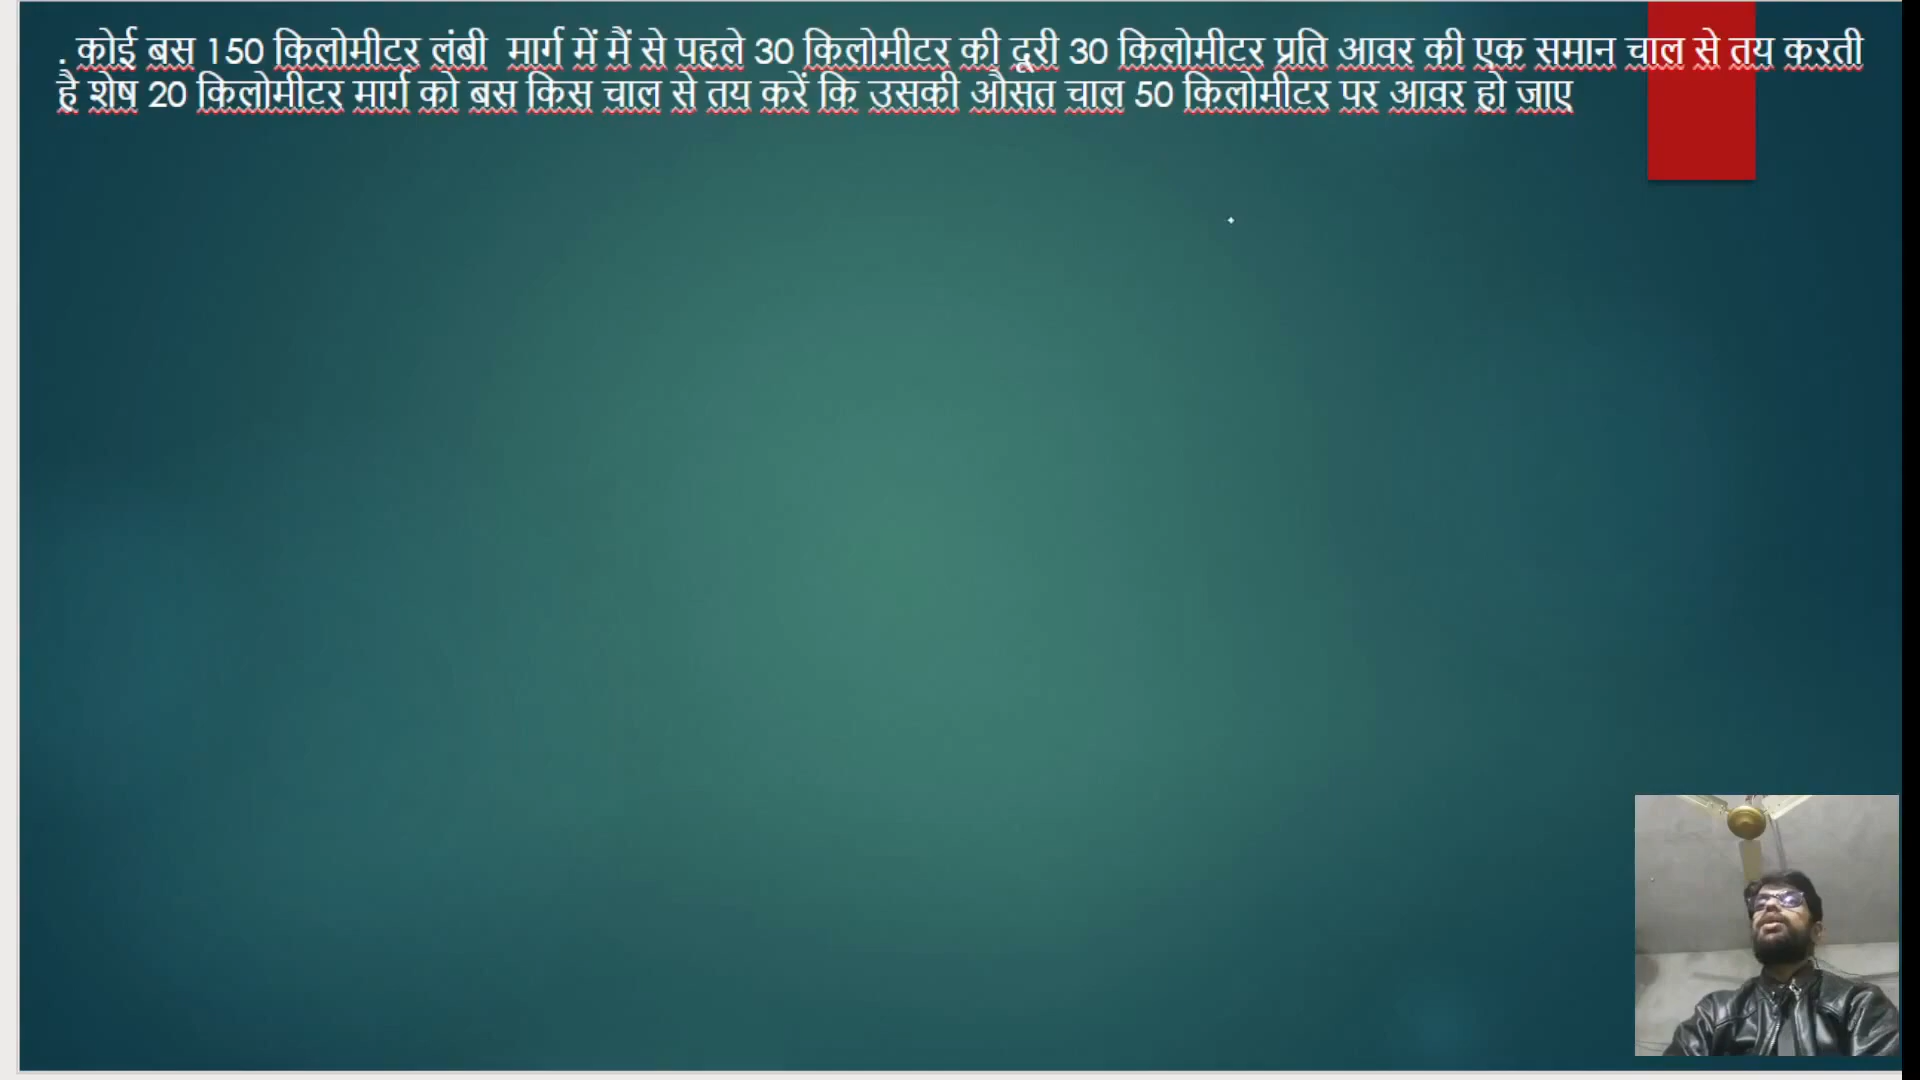 . कोई बस 150 किलोमीटर लंबी मार्ग में मैं से पहले 30 किलोमीटर की दूरी 30 किलोमीटर प्रति आवर की एक समान चाल से तय करती
है शेष 20 किलोमीटर मार्ग को बस किस चाल से तय करें कि उसकी औसत चाल 50 किलोमीटर पर आवर हो जाए